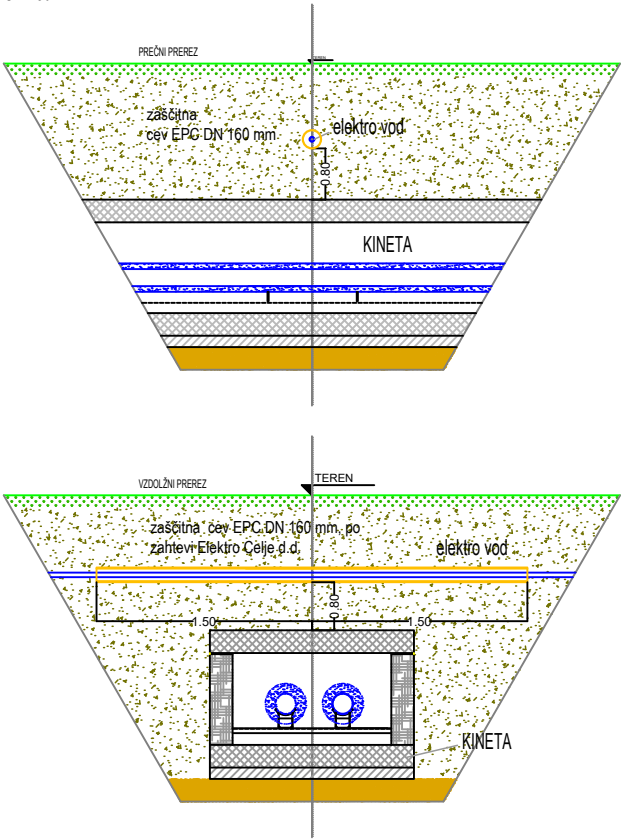 PREČNI PREREZ
TEREN
zaščitna
cev EPC DN 160 mm
elektro vod
0.80
KINETA
VZDOLŽNI PREREZ
TEREN
zaščitna cev EPC DN 160 mm, po
zahtevi Elektro Celje d.d.
elektro vod
0.80
1.50
1.50
KINETA